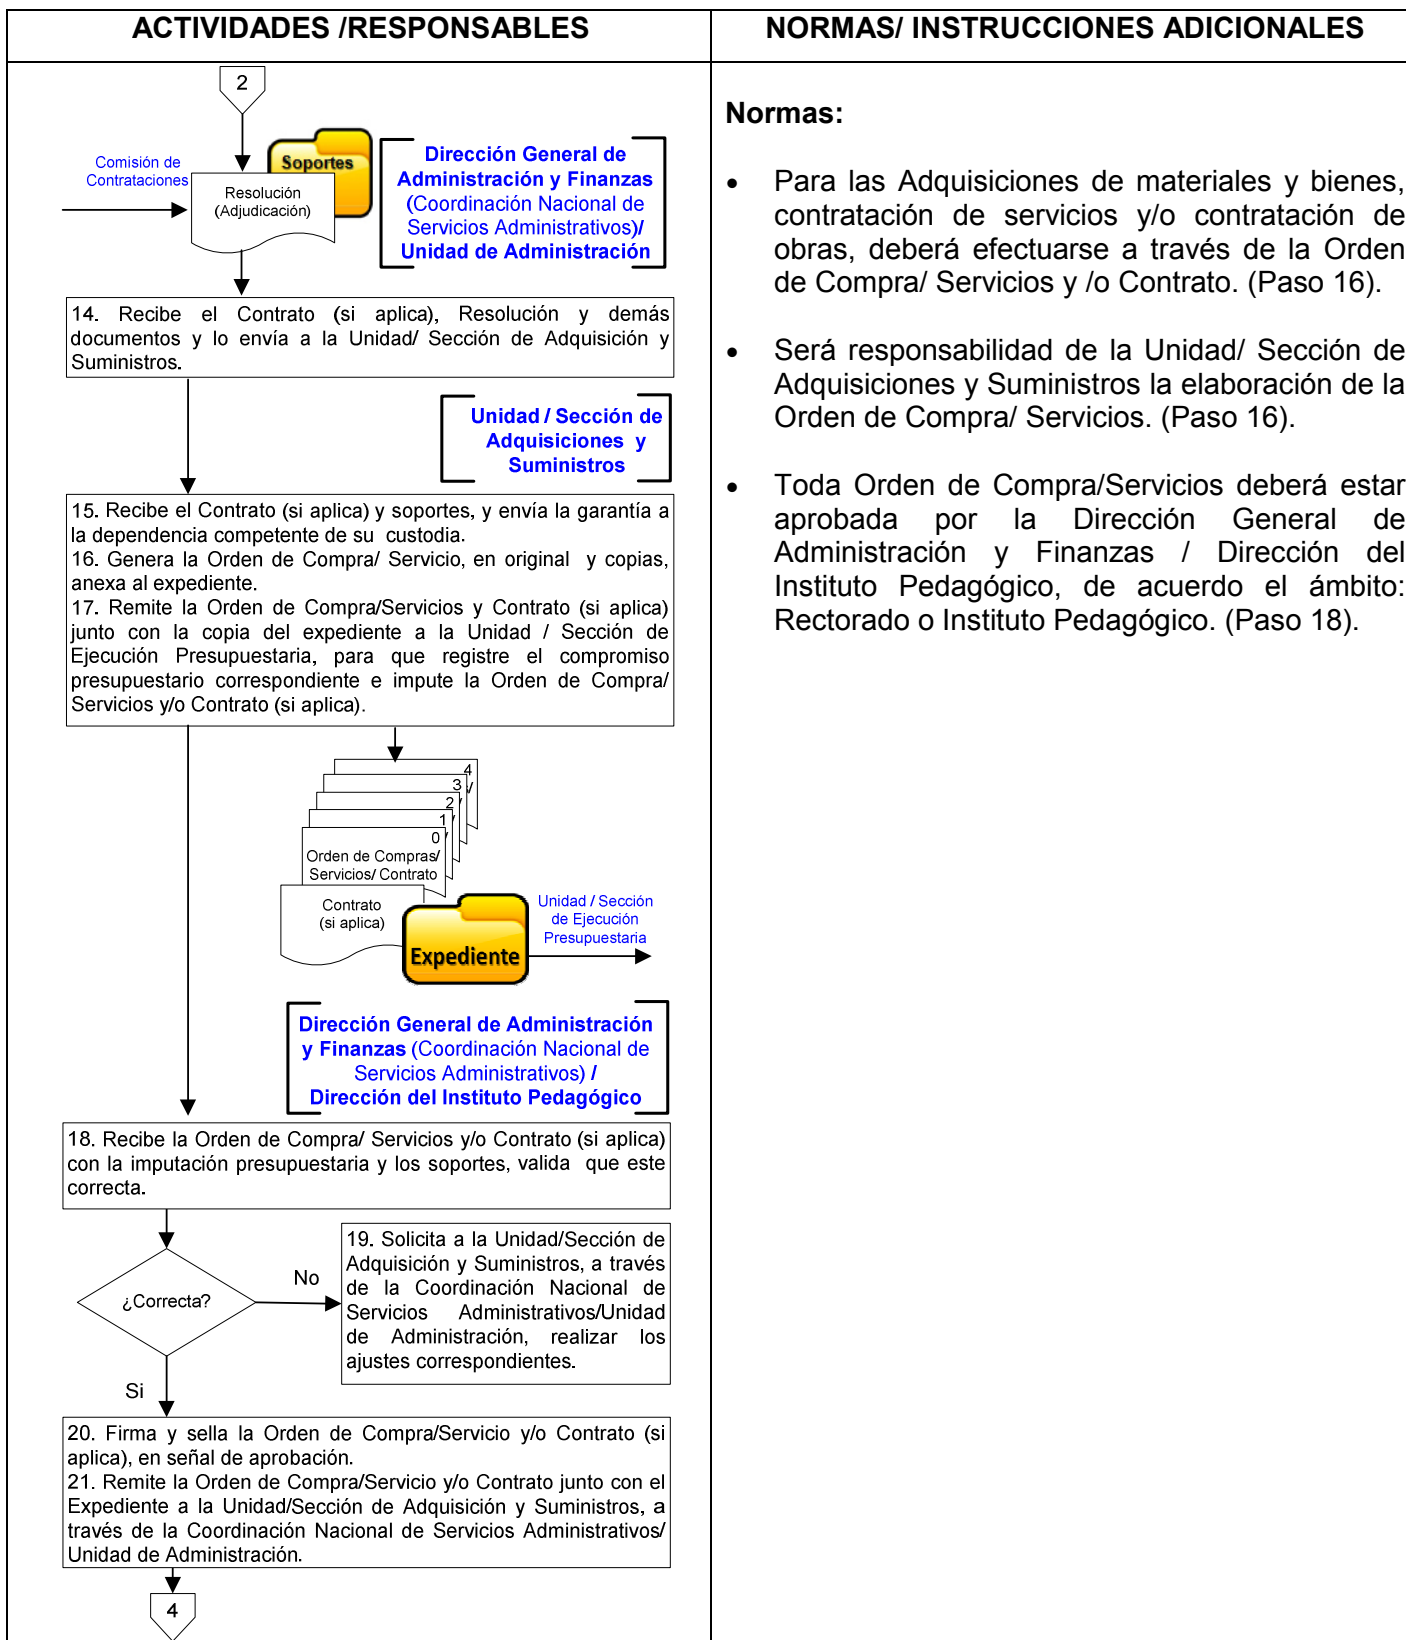 ACTIVIDADES /RESPONSABLES
NORMAS/ INSTRUCCIONES ADICIONALES
2
Comisión de
Contrataciones
Soportes
Resolución
(Adjudicación)
Dirección General de
Administración y Finanzas
(Coordinación Nacional de
Servicios Administrativos)/
Unidad de Administración
14. Recibe el Contrato (si aplica), Resolución y demás
documentos y lo envía a la Unidad/ Sección de Adquisición y
Suministros.
Unidad / Sección de
Adquisiciones y
Suministros
15. Recibe el Contrato (si aplica) y soportes, y envía la garantía a
la dependencia competente de su custodia.
16. Genera la Orden de Compra/ Servicio, en original y copias,
anexa al expediente.
17. Remite la Orden de Compra/Servicios y Contrato (si aplica)
junto con la copia del expediente a la Unidad / Sección de
Ejecución Presupuestaria, para que registre el compromiso
presupuestario correspondiente e impute la Orden de Compra/
Servicios y/o Contrato (si aplica).
4
3
2
1
0
Orden de Compras/
Servicios/ Contrato
Contrato
(si aplica)
Expediente
Unidad / Sección
de Ejecución
Presupuestaria
Dirección General de Administración
y Finanzas (Coordinación Nacional de
Servicios Administrativos) /
Dirección del Instituto Pedagógico
18. Recibe la Orden de Compra/ Servicios y/o Contrato (si aplica)
con la imputación presupuestaria y los soportes, valida que este
correcta.
¿Correcta?
No
19. Solicita a la Unidad/Sección de
Adquisición y Suministros, a través
de la Coordinación Nacional de
Servicios Administrativos/Unidad
de Administración, realizar los
ajustes correspondientes.
Si
20. Firma y sella la Orden de Compra/Servicio y/o Contrato (si
aplica), en señal de aprobación.
21. Remite la Orden de Compra/Servicio y/o Contrato junto con el
Expediente a la Unidad/Sección de Adquisición y Suministros, a
través de la Coordinación Nacional de Servicios Administrativos/
Unidad de Administración.
4
Normas:
• Para las Adquisiciones de materiales y bienes,
contratación de servicios y/o contratación de
obras, deberá efectuarse a través de la Orden
de Compra/ Servicios y /o Contrato. (Paso 16).
• Será responsabilidad de la Unidad/ Sección de
Adquisiciones y Suministros la elaboración de la
Orden de Compra/ Servicios. (Paso 16).
• Toda Orden de Compra/Servicios deberá estar
aprobada por la Dirección General de
Administración y Finanzas / Dirección del
Instituto Pedagógico, de acuerdo el ámbito:
Rectorado o Instituto Pedagógico. (Paso 18).